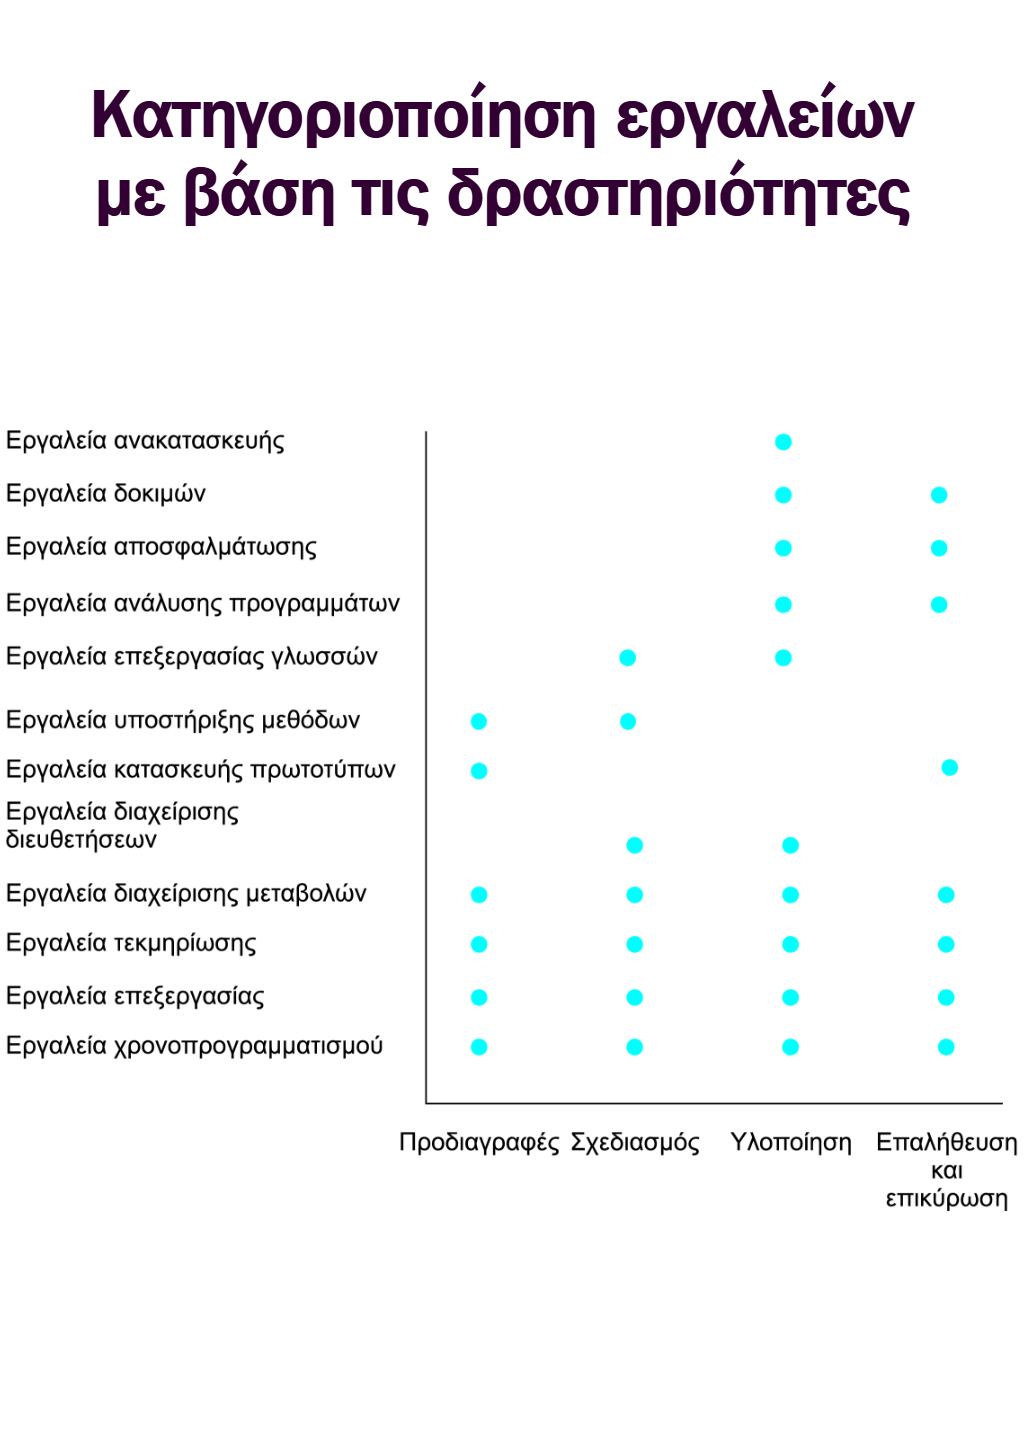 Κατηγοριοποίηση εργαλείων
με βάση τις δραστηριότητες
Εργαλεία ανακατασκευής
Εργαλεία δοκιμών
Εργαλεία αποσφαλμάτωσης
Εργαλεία ανάλυσης προγραμμάτων
Εργαλεία επεξεργασίας γλωσσών
Εργαλεία υποστήριξης μεθόδων
Εργαλεία κατασκευής πρωτοτύπων
Εργαλεία διαχείρισης
διευθετήσεων
Εργαλεία διαχείρισης μεταβολών
Εργαλεία τεκμηρίωσης
Εργαλεία επεξεργασίας
Εργαλεία χρονοπρογραμματισμού
Προδιαγραφές Σχεδιασμός Υλοποίηση Επαλήθευση
και
επικύρωση